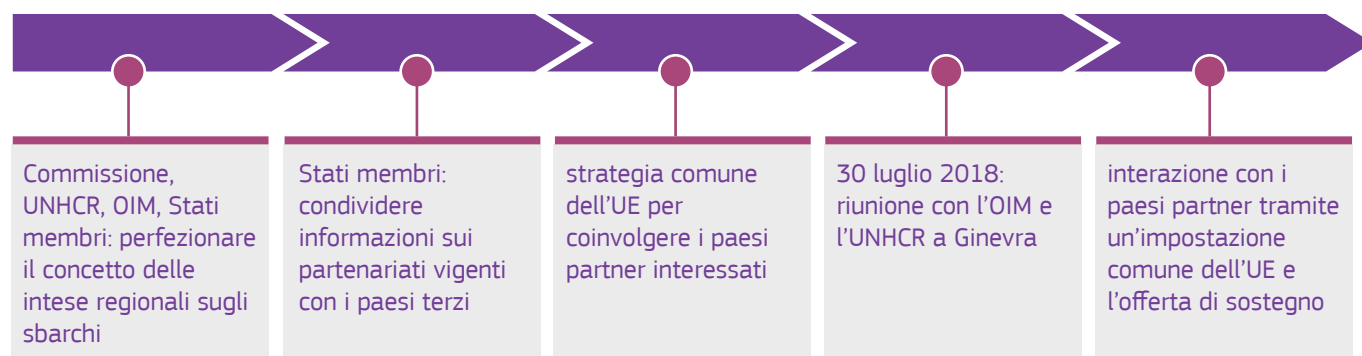 Commissione,
UNHCR, OIM, Stati
membri: perfezionare
il concetto delle
intese regionali sugli
sbarchi
Stati membri:
condividere
informazioni sui
partenariati vigenti
con i paesi terzi
strategia comune
dell'UE per
coinvolgere i paesi
partner interessati
30 luglio 2018:
riunione con l'OIM e
l'UNHCR a Ginevra
interazione con i
paesi partner tramite
un'impostazione
comune dell'UE e
l'offerta di sostegno